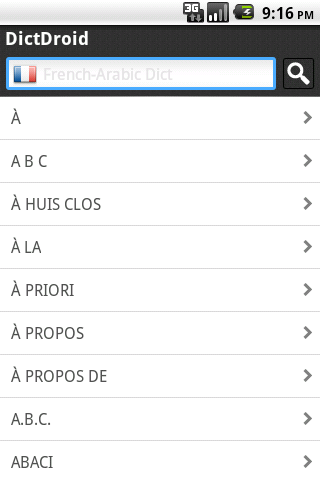 3G 9:16 PM
DictDroid
French-Arabic Dict
À
A B C
À HUIS CLOS
À LA
À PRIORI
À PROPOS
À PROPOS DE
A.B.C.
ABACI